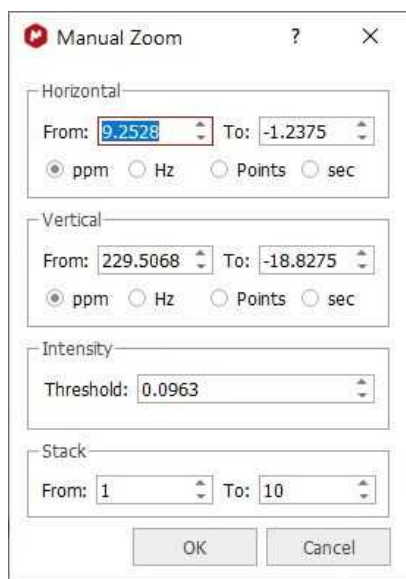 Manual Zoom ? ×
Horizontal
From: 9.2528 To: -1.2375
ppm Hz Points sec
Vertical
From: 229.5068 To: -18.8275
ppm Hz Points sec
Intensity
Threshold: 0.0963
Stack
From: 1 To: 10
OK Cancel